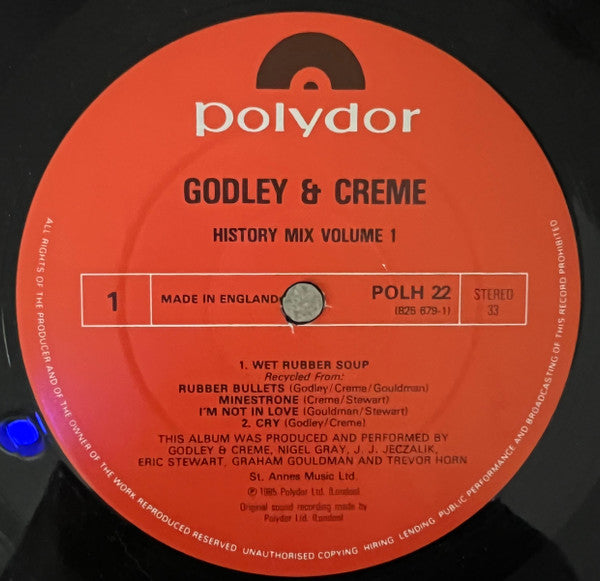 polydor
GODLEY & CREME
HISTORY MIX VOLUME 1
1
MADE IN ENGLAND
POLH 22
(825 679-1)
STEREO
33
1. WET RUBBER SOUP
Recycled From:
RUBBER BULLETS (Godley/Creme/Gouldman)
MINESTRONE (Creme/Stewart)
I'M NOT IN LOVE (Gouldman/Stewart)
2. CRY (Godley/Creme)
THIS ALBUM WAS PRODUCED AND PERFORMED BY
GODLEY & CREME, NIGEL GRAY, J. J. JECZALIK,
ERIC STEWART, GRAHAM GOULDMAN AND TREVOR HORN
St. Annes Music Ltd.
℗ 1985 Polydor Ltd. (London)
Original sound recording made by
Polydor Ltd. (London)
ALL RIGHTS OF THE PRODUCER AND OF THE OWNER OF THE WORK REPRODUCED RESERVED UNAUTHORISED COPYING HIRING LENDING. PUBLIC PERFORMANCE AND BROADCASTING OF THIS RECORD PROHIBITED